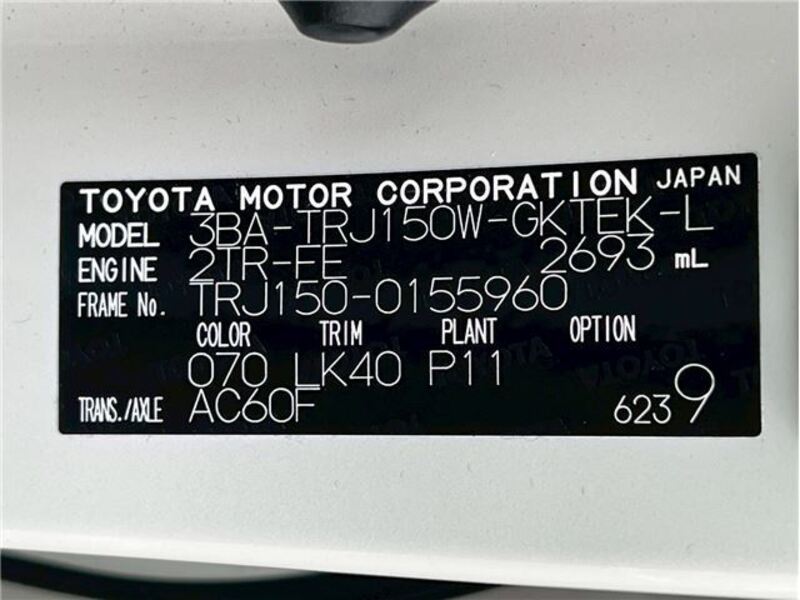 TOYOTA MOTOR CORPORATION JAPAN
MODEL 3BA-TRJ150W-GKTEK-L
ENGINE 2TR-FE 2693 mL
FRAME No. TRJ150-0155960
COLOR TRIM PLANT OPTION
070 LK40 P11
TRANS./AXLE AC60F 6239